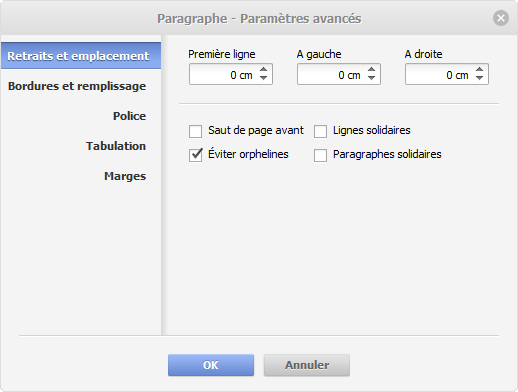 Paragraphe - Paramètres avancés
Retraits et emplacement
Bordures et remplissage
Police
Tabulation
Marges
Première ligne A gauche A droite
0 cm 0 cm 0 cm
Saut de page avant Lignes solidaires
Éviter orphelines Paragraphes solidaires
OK Annuler